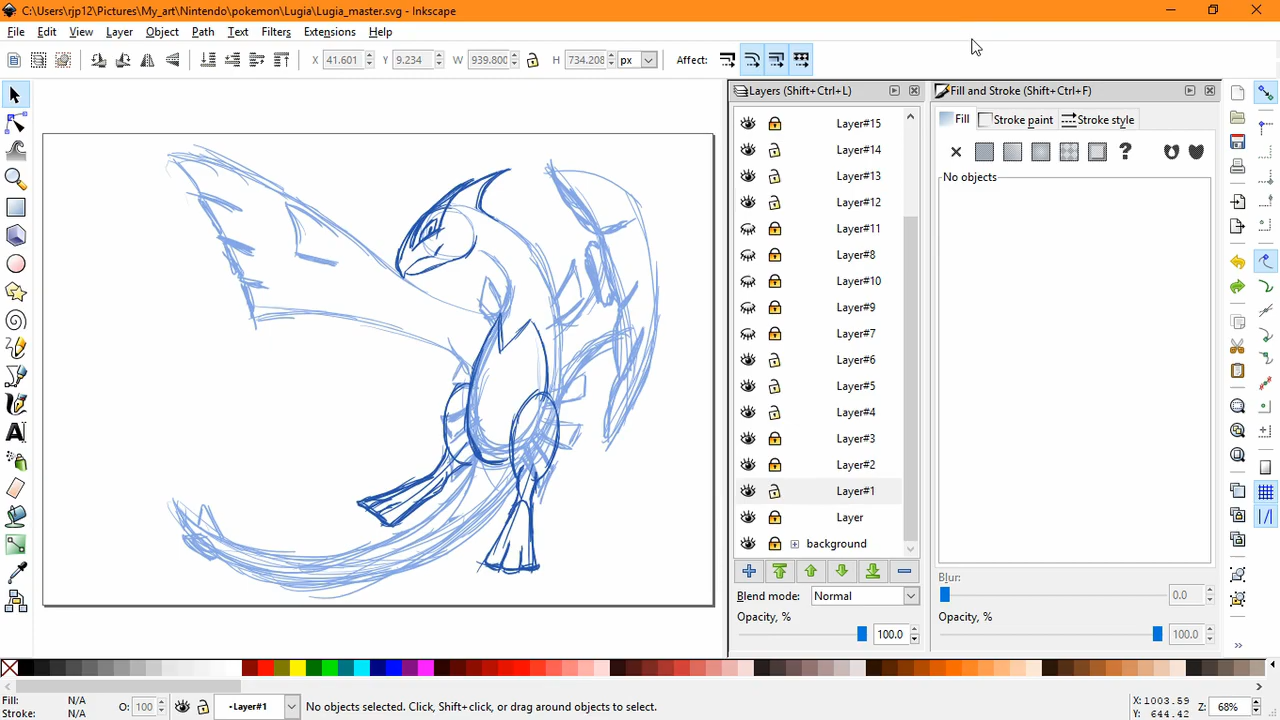 C:\Users\rjp12\Pictures\My_art\Nintendo\pokemon\Lugia\Lugia_master.svg - Inkscape
File Edit View Layer Object Path Text Filters Extensions Help
X 41.601 Y 9.234 W 939.800 H 734.208 px Affect:
Layers (Shift+Ctrl+L)
Layer#15
Layer#14
Layer#13
Layer#12
Layer#11
Layer#8
Layer#10
Layer#9
Layer#7
Layer#6
Layer#5
Layer#4
Layer#3
Layer#2
Layer#1
Layer
background
Blend mode: Normal
Opacity, % 
100.0
Fill and Stroke (Shift+Ctrl+F)
Fill Stroke paint Stroke style
?
No objects
Blur:
0.0
Opacity, %
100.0
Fill: N/A
Stroke: N/A
O: 100
Layer#1
No objects selected. Click, Shift+click, or drag around objects to select.
X: 1003.59
Y: 644.42
Z: 68%